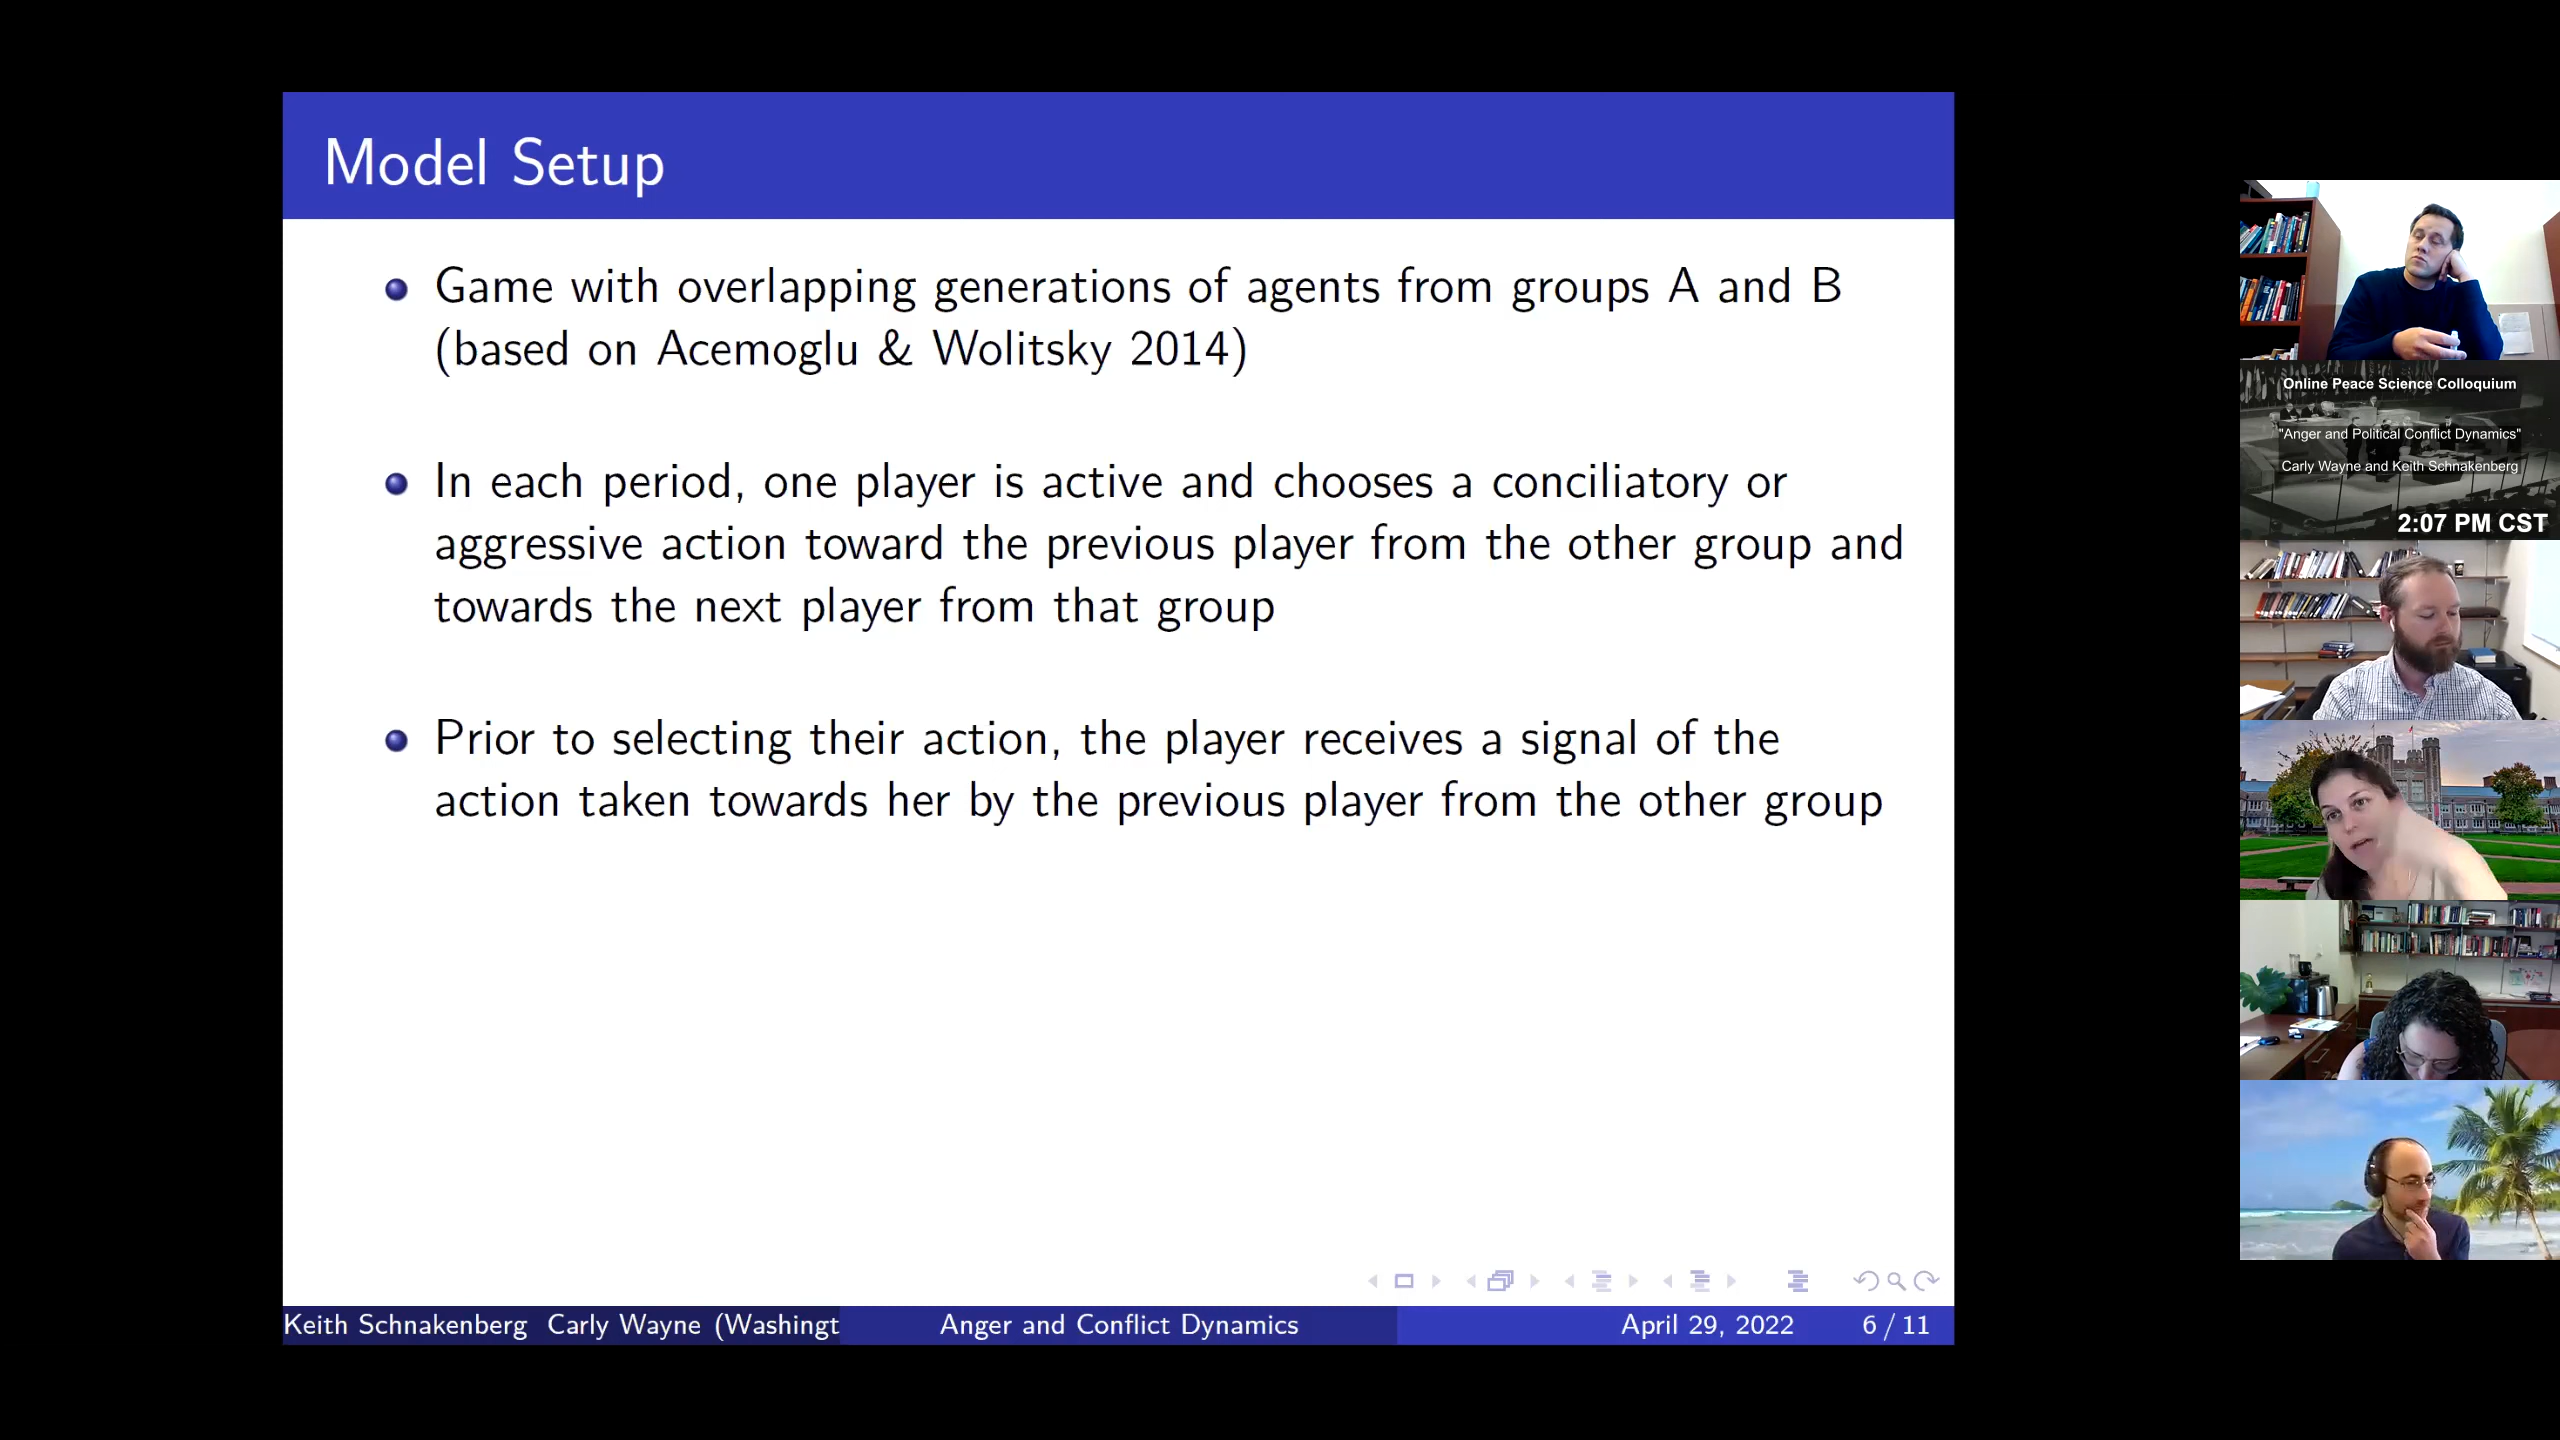 Model Setup
Game with overlapping generations of agents from groups A and B
(based on Acemoglu & Wolitsky 2014)
In each period, one player is active and chooses a conciliatory or
aggressive action toward the previous player from the other group and
towards the next player from that group
Prior to selecting their action, the player receives a signal of the
action taken towards her by the previous player from the other group
Keith Schnakenberg Carly Wayne (Washingt
Anger and Conflict Dynamics
April 29, 2022
6 / 11
Online Peace Science Colloquium
"Anger and Political Conflict Dynamics"
Carly Wayne and Keith Schnakenberg
2:07 PM CST